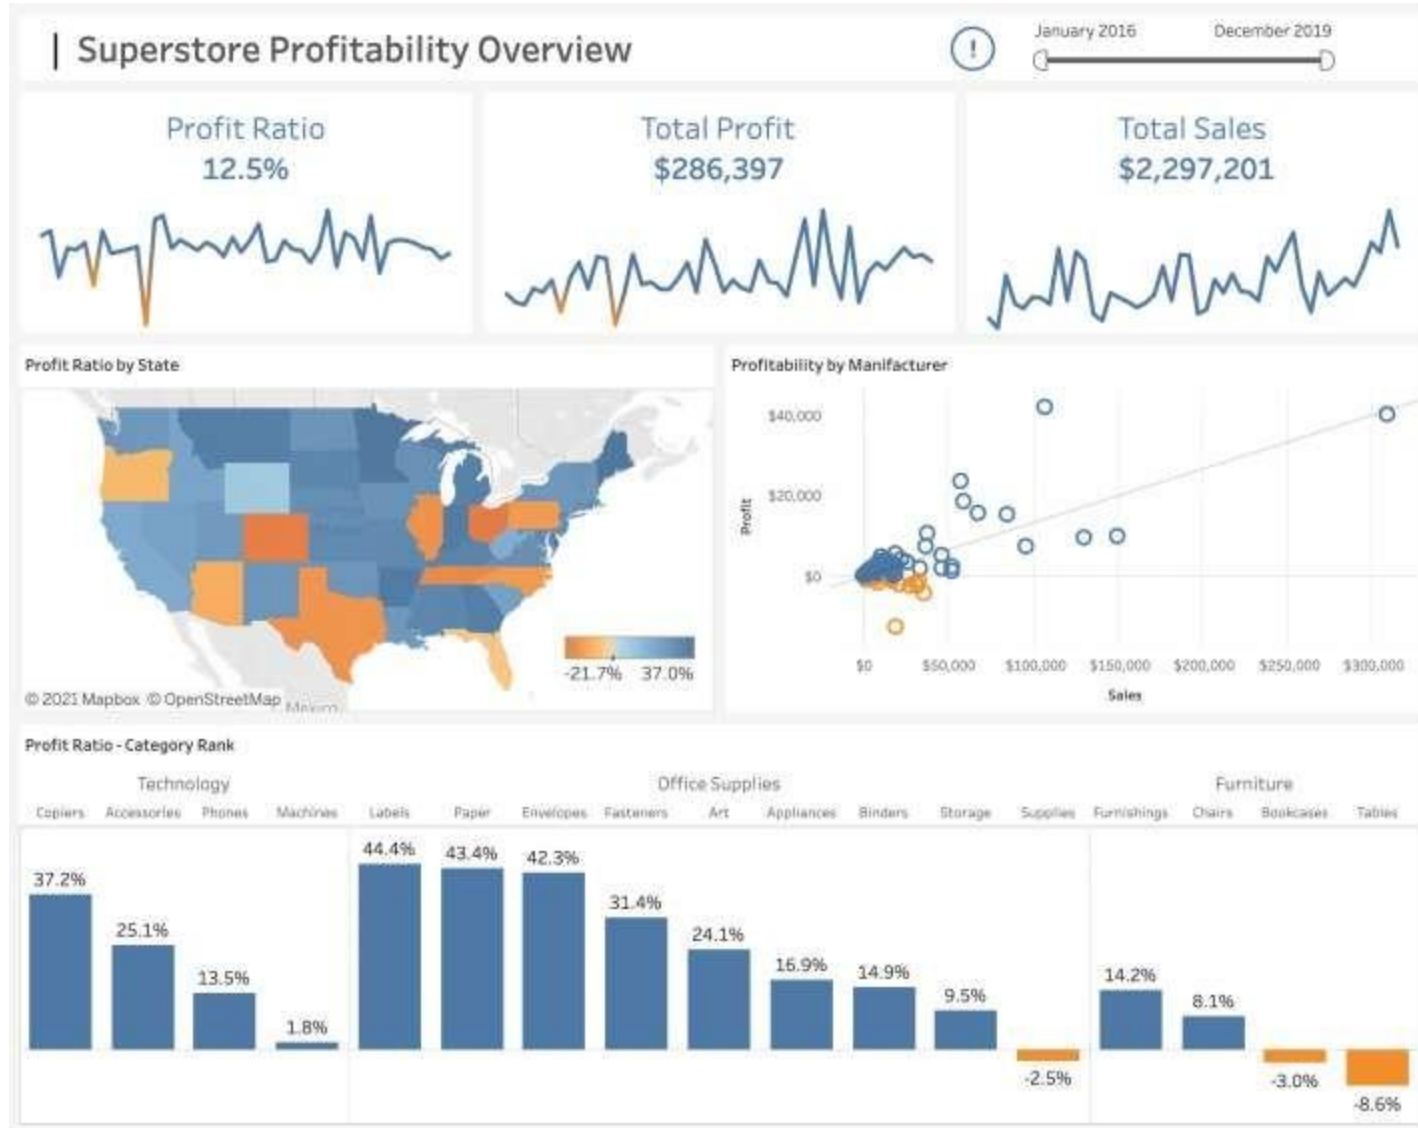 Superstore Profitability Overview
!
January 2016 December 2019
Profit Ratio
12.5%
Total Profit
$286,397
Total Sales
$2,297,201
Profit Ratio by State
-21.7% 37.0%
© 2021 Mapbox © OpenStreetMap
Mexico
Profitability by Manifacturer
$40,000
$20,000
$0
Profit
$0 $50,000 $100,000 $150,000 $200,000 $250,000 $300,000
Sales
Profit Ratio - Category Rank
Technology Office Supplies Furniture
Copiers Accessories Phones Machines Labels Paper Envelopes Fasteners Art Appliances Binders Storage Supplies Furnishings Chairs Bookcases Tables
37.2% 25.1% 13.5% 1.8% 44.4% 43.4% 42.3% 31.4% 24.1% 16.9% 14.9% 9.5% -2.5% 14.2% 8.1% -3.0% -8.6%